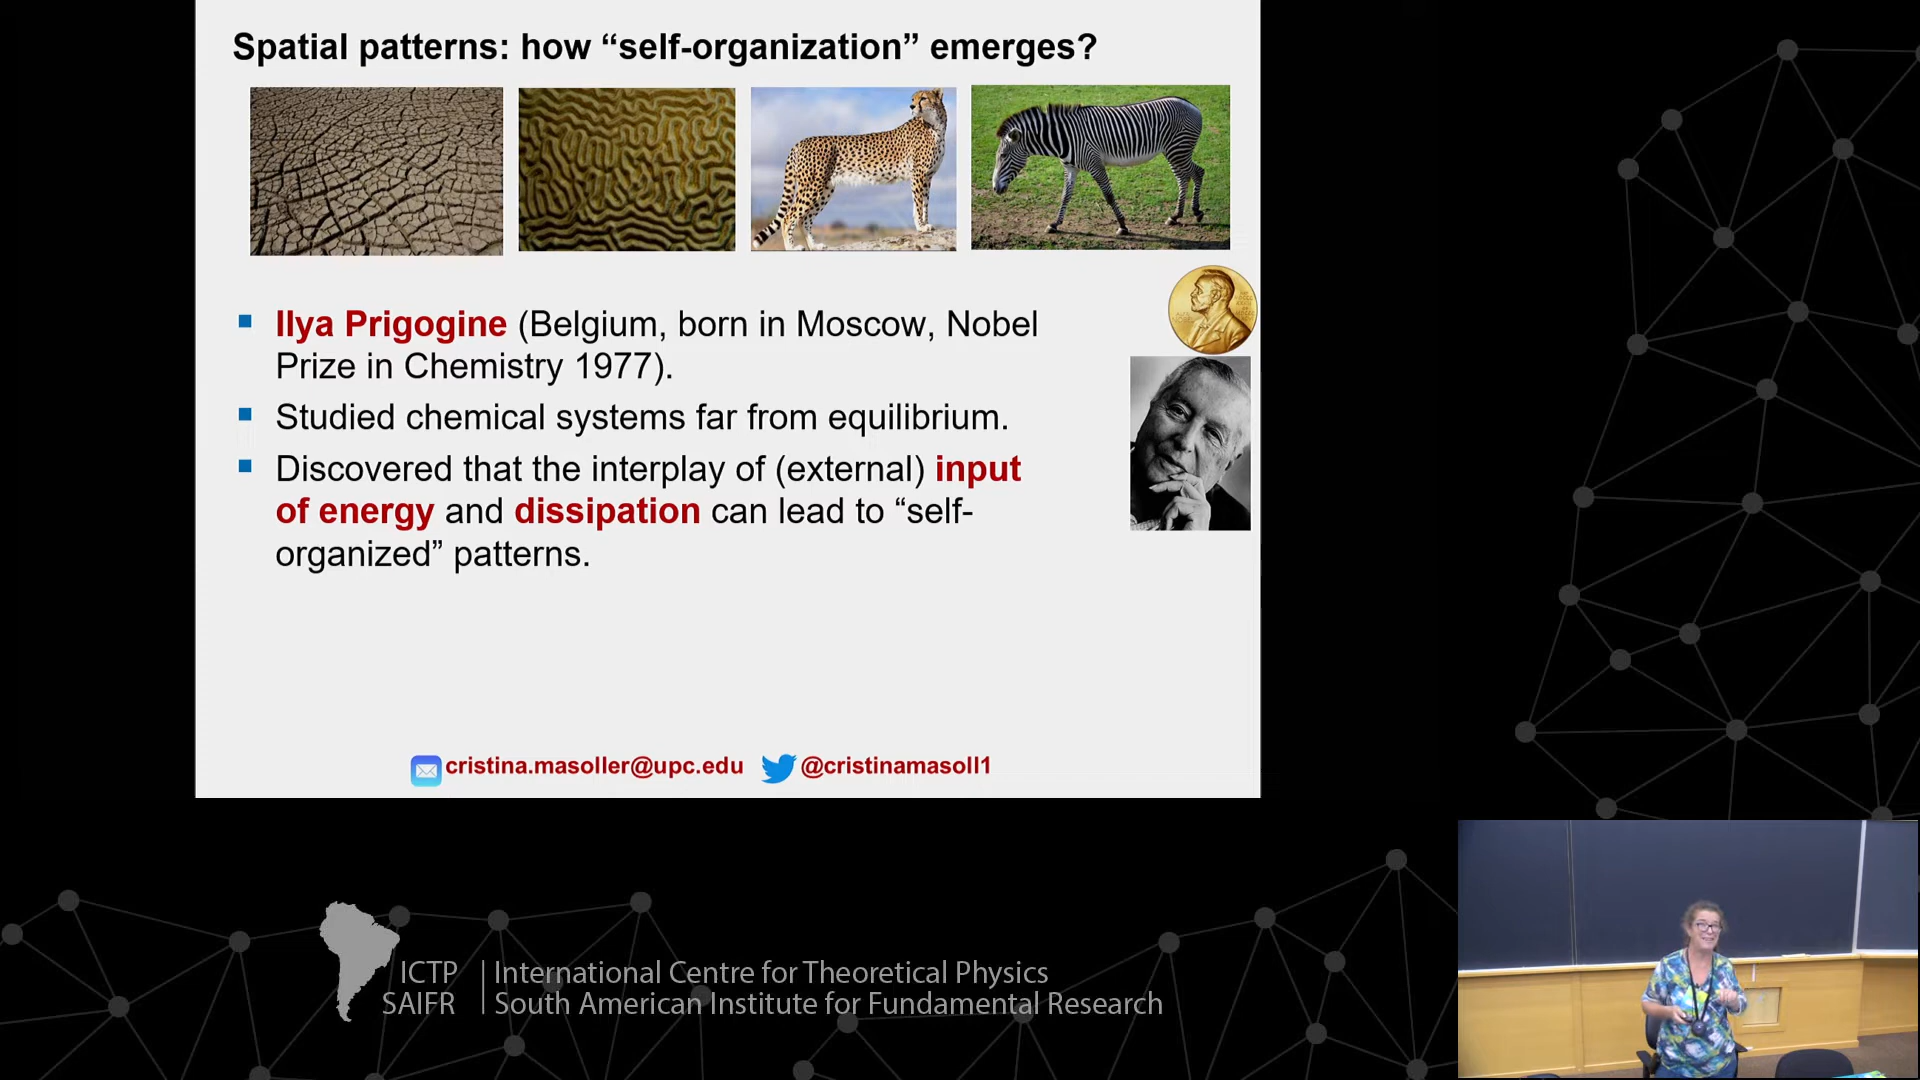 Spatial patterns: how “self-organization” emerges?
Ilya Prigogine (Belgium, born in Moscow, Nobel
Prize in Chemistry 1977).
Studied chemical systems far from equilibrium.
Discovered that the interplay of (external) input
of energy and dissipation can lead to “self-
organized” patterns.
cristina.masoller@upc.edu @cristinamasoll1
ICTP International Centre for Theoretical Physics
SAIFR South American Institute for Fundamental Research